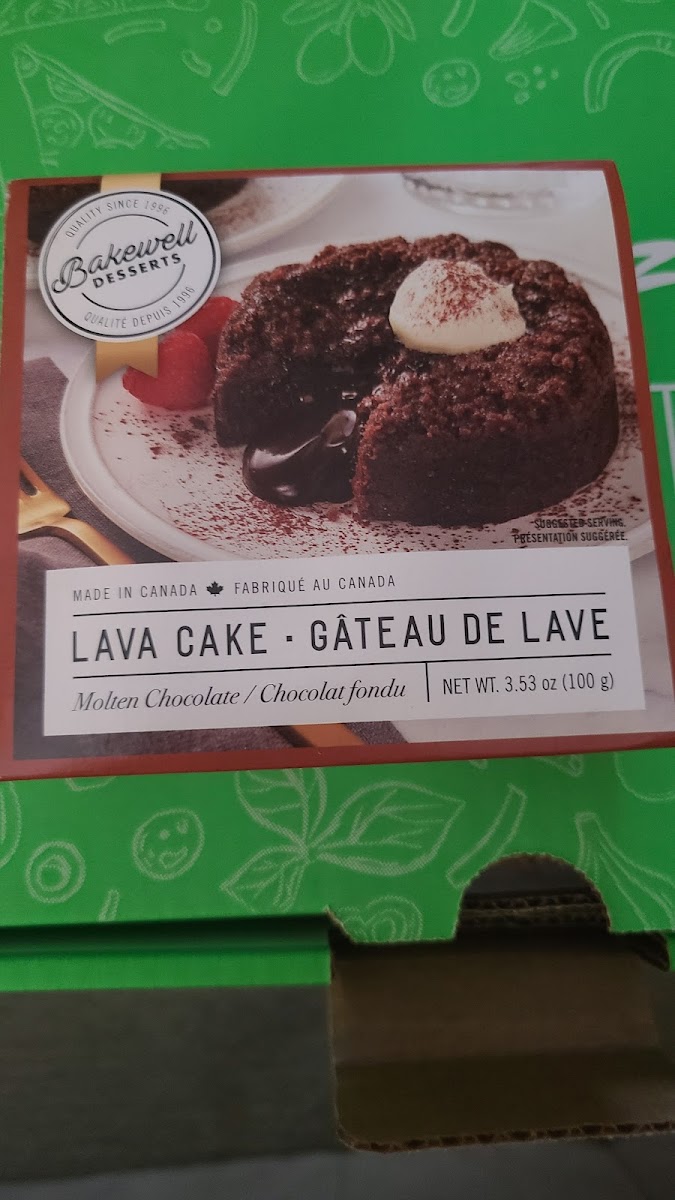 QUALITY SINCE 1996
Bakewell
DESSERTS
QUALITÉ DEPUIS 1996
SUGGESTED SERVING.
PRÉSENTATION SUGGÉRÉE.
MADE IN CANADA FABRIQUÉ AU CANADA
LAVA CAKE · GÂTEAU DE LAVE
Molten Chocolate / Chocolat fondu
NET WT. 3.53 oz (100 g)